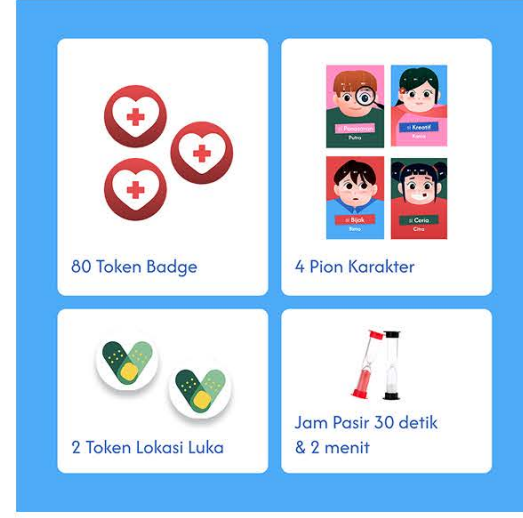 80 Token Badge
si Penasaran
Putra
si Kreatif
si Bijak
si Ceria
Citra
4 Pion Karakter
2 Token Lokasi Luka
Jam Pasir 30 detik
& 2 menit